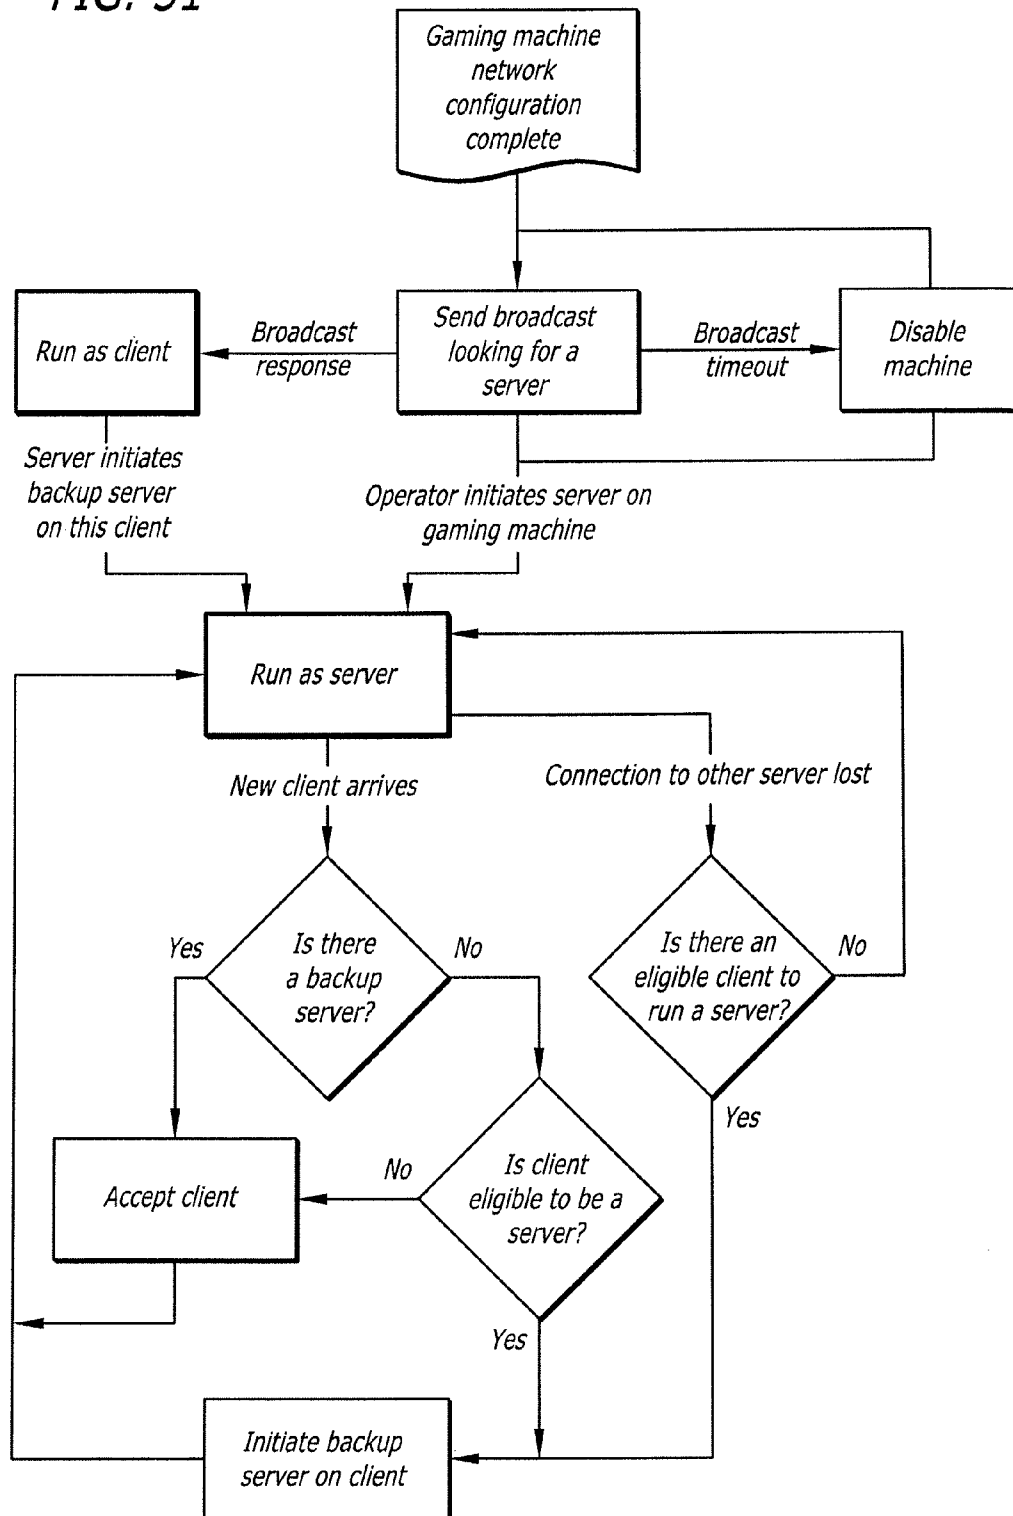 FIG. 31
Gaming machine
network
configuration
complete
Run as client
Broadcast
response
Send broadcast
looking for a
server
Broadcast
timeout
Disable
machine
Server initiates
backup server
on this client
Operator initiates server on
gaming machine
Run as server
New client arrives
Connection to other server lost
Yes
Is there
a backup
server?
No
Is there an
eligible client to
run a server?
No
Yes
Accept client
No
Is client
eligible to be a
server?
Yes
Initiate backup
server on client